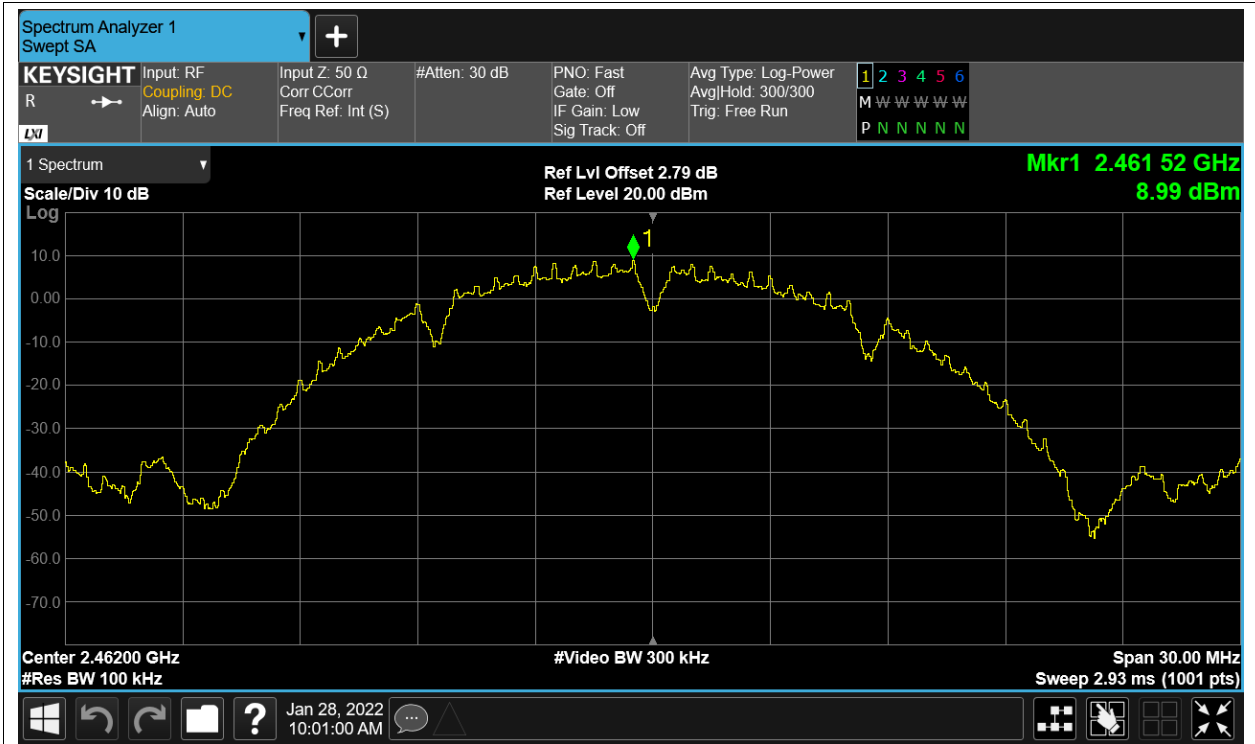 Spectrum Analyzer 1
Swept SA
KEYSIGHT
R
LXI
Input: RF
Coupling: DC
Align: Auto
Input Z: 50 Ω
Corr CCorr
Freq Ref: Int (S)
#Atten: 30 dB
PNO: Fast
Gate: Off
IF Gain: Low
Sig Track: Off
Avg Type: Log-Power
Avg|Hold: 300/300
Trig: Free Run
1 2 3 4 5 6
M W W W W W
P N N N N N
1 Spectrum
Scale/Div 10 dB
Log
Ref Lvl Offset 2.79 dB
Ref Level 20.00 dBm
Mkr1 2.461 52 GHz
8.99 dBm
1
10.0
0.00
-10.0
-20.0
-30.0
-40.0
-50.0
-60.0
-70.0
Center 2.46200 GHz
#Video BW 300 kHz
Span 30.00 MHz
#Res BW 100 kHz
Sweep 2.93 ms (1001 pts)
?
Jan 28, 2022
10:01:00 AM